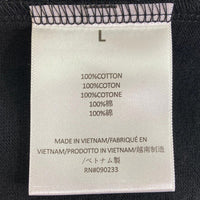 L
100%COTTON
100%COTON
100%COTONE
100%棉
100%綿
MADE IN VIETNAM/FABRIQUÉ EN
VIETNAM/PRODOTTO IN VIETNAM/越南制造
/ベトナム製
RN#090233